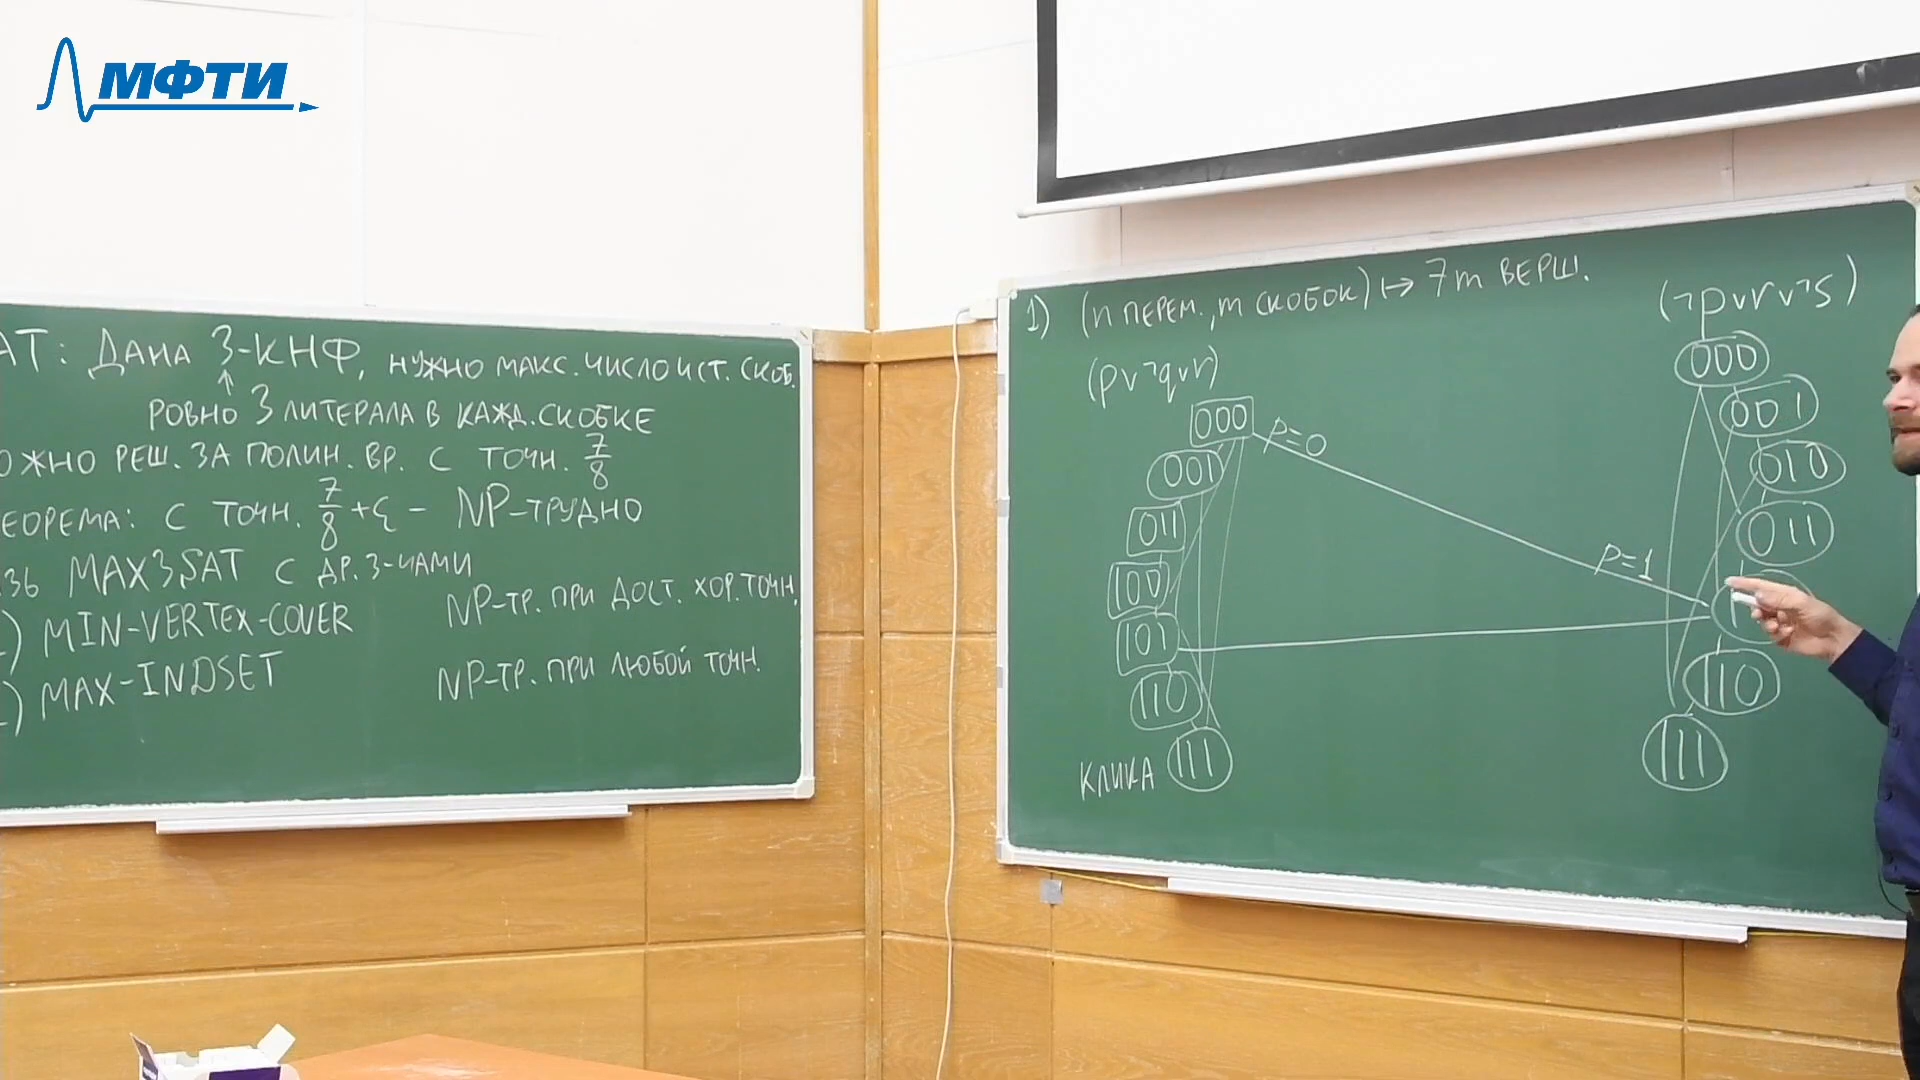 МФТИ
АТ: ДАНА 3-КНФ, НУЖНО МАКС. ЧИСЛО ИСТ. СКОБ.
↑
РОВНО 3 ЛИТЕРАЛА В КАЖД. СКОБКЕ
ОЖНО РЕШ. ЗА ПОЛИН. ВР. С ТОЧН. 7/8
ЕОРЕМА: С ТОЧН. 7/8+ε - NP-ТРУДНО
ЗЬ MAX3SAT С ДР. З-ЧАМИ
) MIN-VERTEX-COVER NP-ТР. ПРИ ДОСТ. ХОР. ТОЧН.
) MAX-INDSET NP-ТР. ПРИ ЛЮБОЙ ТОЧН.
1) (n ПЕРЕМ., m СКОБОК) ↦ 7m ВЕРШ.
(p∨¬q∨r)
000
001
011
100
101
110
КЛИКА 111
p=0
p=1
(¬p∨r∨¬s)
000
001
010
011
110
111